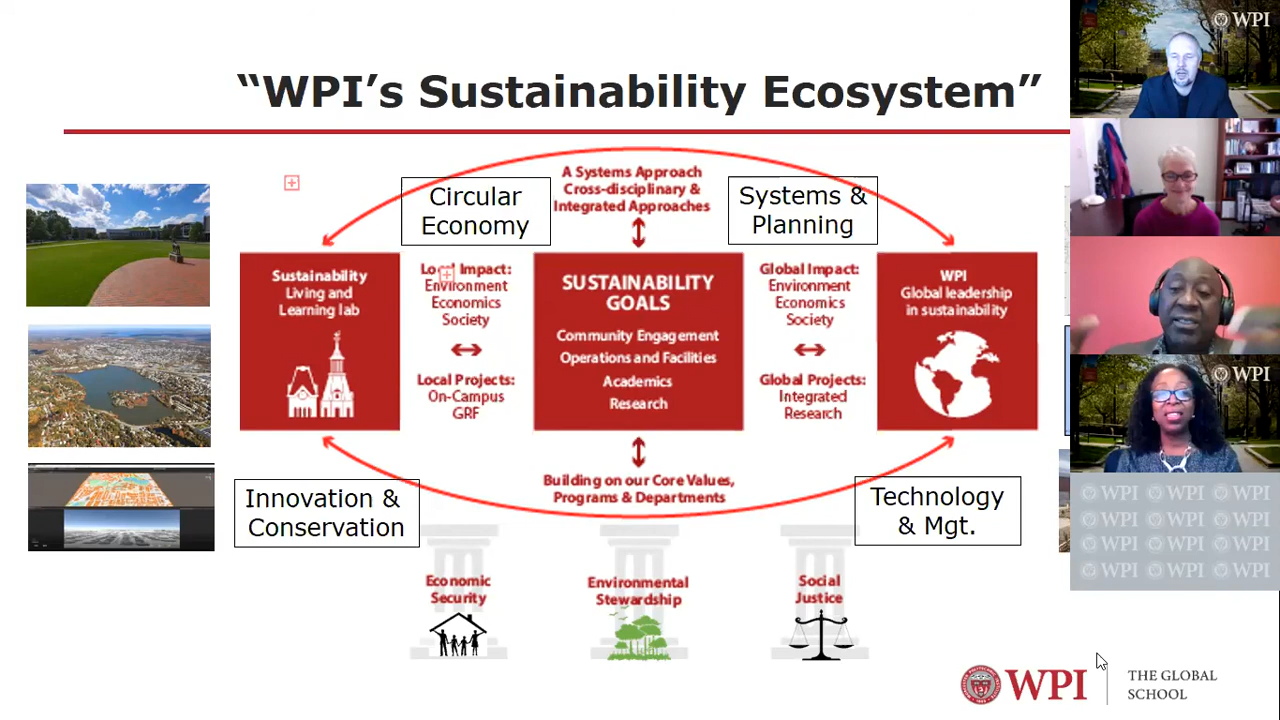 “WPI’s Sustainability Ecosystem”
A Systems Approach
Cross-disciplinary &
Integrated Approaches
Circular
Economy
Systems &
Planning
Sustainability
Living and
Learning lab
Local Impact:
Environment
Economics
Society
Local Projects:
On-Campus
GRF
SUSTAINABILITY
GOALS
Community Engagement
Operations and Facilities
Academics
Research
Global Impact:
Environment
Economics
Society
Global Projects:
Integrated
Research
WPI
Global leadership
in sustainability
Building on our Core Values,
Programs & Departments
Innovation &
Conservation
Technology
& Mgt.
Economic
Security
Environmental
Stewardship
Social
Justice
WPI
THE GLOBAL
SCHOOL
WPI
WPI
WPI WPI WPI
WPI WPI WPI
WPI WPI WPI
WPI WPI WPI